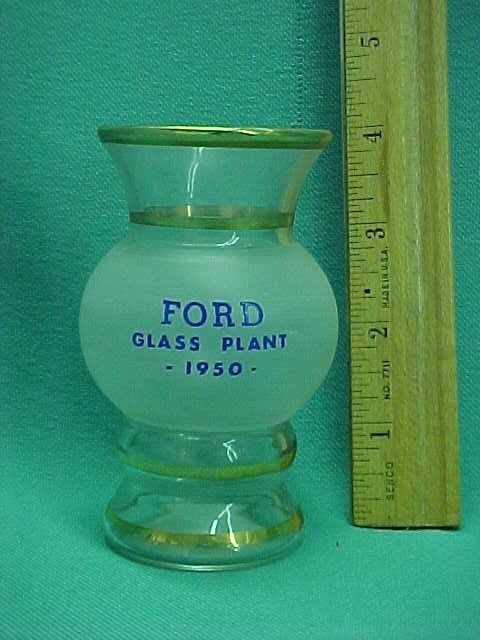 FORD
GLASS PLANT
- 1950 -
5
4
3
2
1
MADE IN U.S.A.
NO. 7711
SENCO